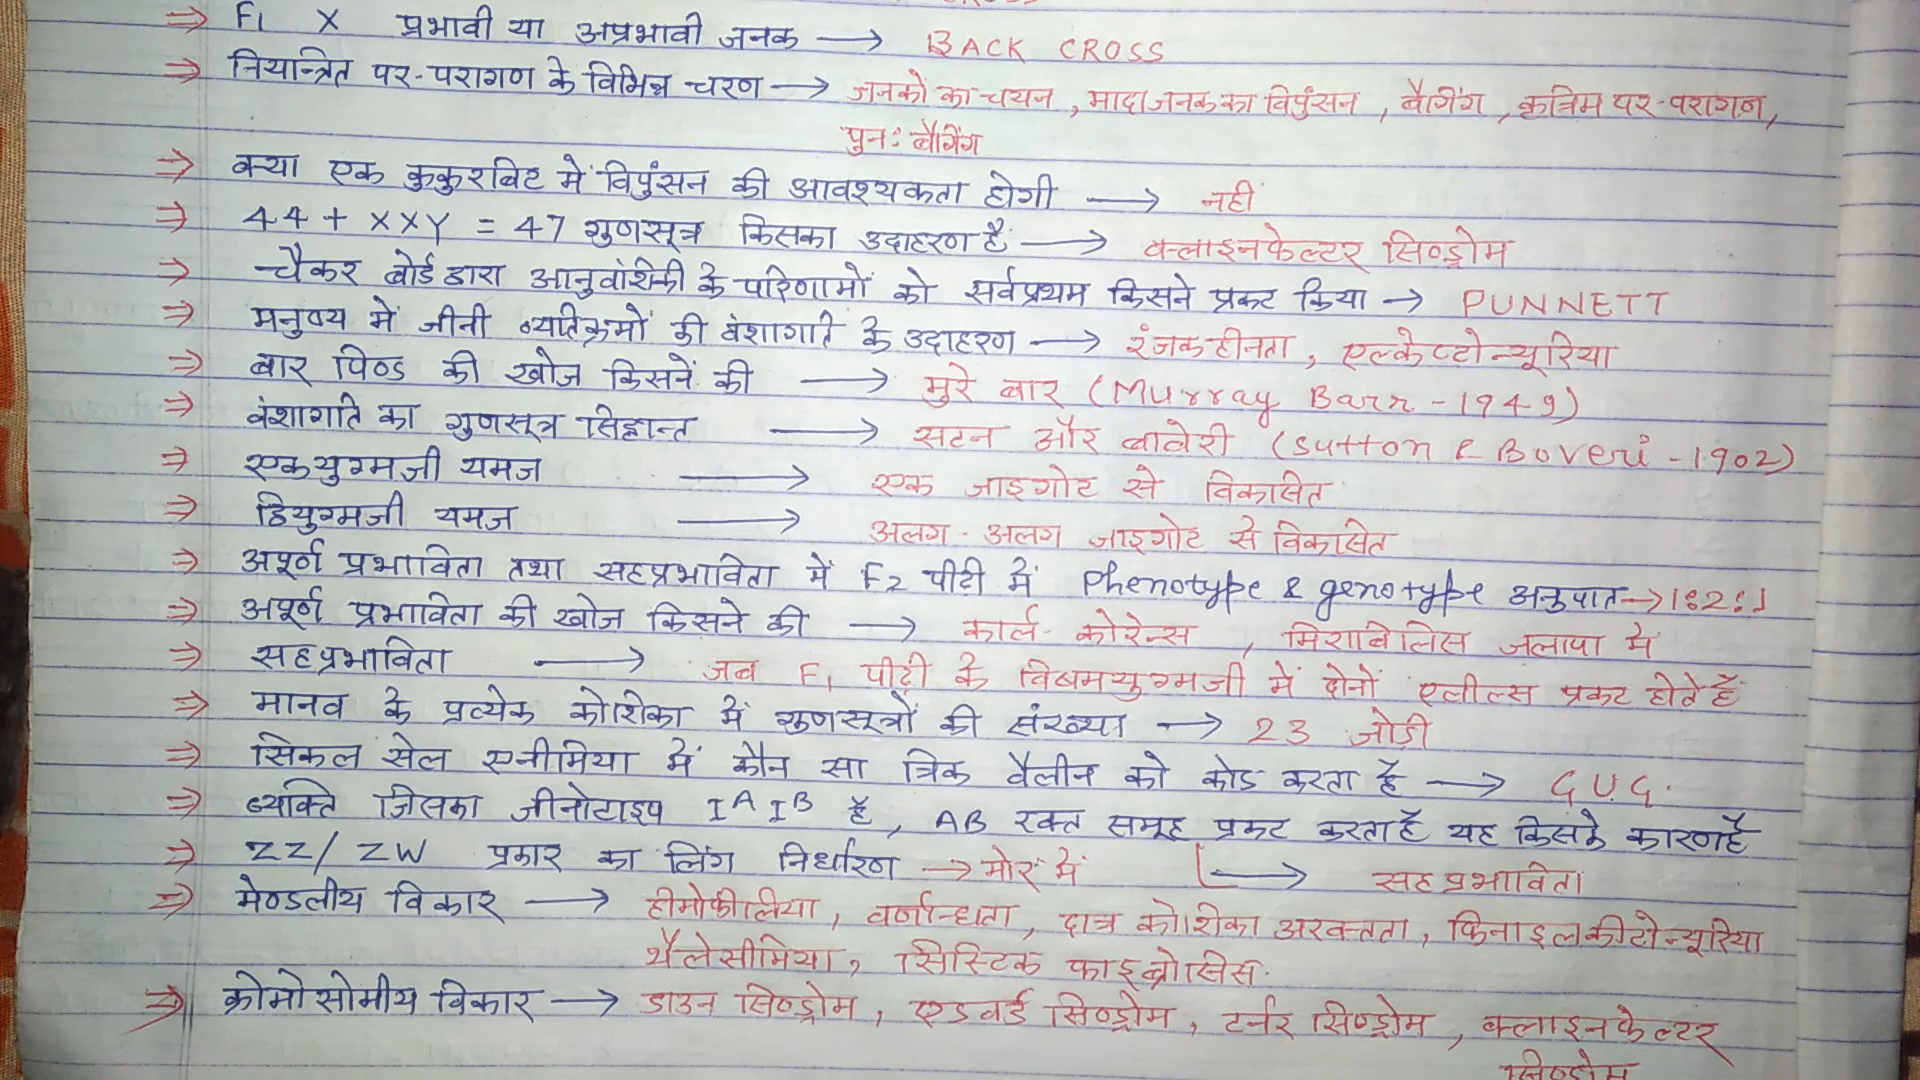 ⇒ F1 X प्रभावी या अप्रभावी जनक → BACK CROSS
⇒ नियान्त्रित पर-परागण के विभिन्न चरण → जनकों का चयन , मादा जनक का विपुंसन , बैगिंग , कृत्रिम पर-परागण,
पुनः बैगिंग
⇒ क्या एक कुकुरबिट में विपुंसन की आवश्यकता होगी → नहीं
⇒ 44 + XXY = 47 गुणसूत्र किसका उदाहरण है → क्लाइनफेल्टर सिण्ड्रोम
⇒ चैकर बोर्ड द्वारा आनुवांशिकी के परिणामों को सर्वप्रथम किसने प्रकट किया → PUNNETT
⇒ मनुष्य में जीनी व्यतिक्रमों की वंशागति के उदाहरण → रंजकहीनता , एल्केप्टोन्यूरिया
⇒ बार पिण्ड की खोज किसने की → मुरे बार (Murray Barr - 1949)
⇒ वंशागति का गुणसूत्र सिद्धान्त → सटन और बावेरी (Sutton & Boveri - 1902)
⇒ एकयुग्मजी यमज → एक जाइगोट से विकासित
⇒ द्वियुग्मजी यमज → अलग - अलग जाइगोट से विकासित
⇒ अपूर्ण प्रभाविता तथा सहप्रभाविता में F2 पीढी में Phenotype & genotype अनुपात → 1:2:1
⇒ अपूर्ण प्रभाविता की खोज किसने की → कार्ल - कोरेन्स , मिराबिलिस जलापा में
⇒ सहप्रभाविता → जब F1 पीढ़ी के विषमयुग्मजी में दोनों एलील्स प्रकट होते हैं
⇒ मानव के प्रत्येक कोशिका में गुणसूत्रों की संख्या → 23 जोड़ी
⇒ सिकल सेल एनीमिया में कौन सा त्रिक वैलीन को कोड करता है → GUG.
⇒ व्यक्ति जिसका जीनोटाइप IA IB है , AB रक्त समूह प्रकट करता है यह किसके कारण है
⇒ ZZ/ ZW प्रकार का लिंग निर्धारण → मोर में → सहप्रभाविता
⇒ मेण्डलीय विकार → हीमोफीलिया , वर्णान्धता , दात्र कोशिका अरक्तता , फिनाइलकीटोन्यूरिया
थैलेसीमिया , सिस्टिक फाइब्रोसिस.
⇒ क्रोमोसोमीय विकार → डाउन सिण्ड्रोम , एडवर्ड सिण्ड्रोम , टर्नर सिण्ड्रोम , क्लाइनफेल्टर
सिण्ड्रोम